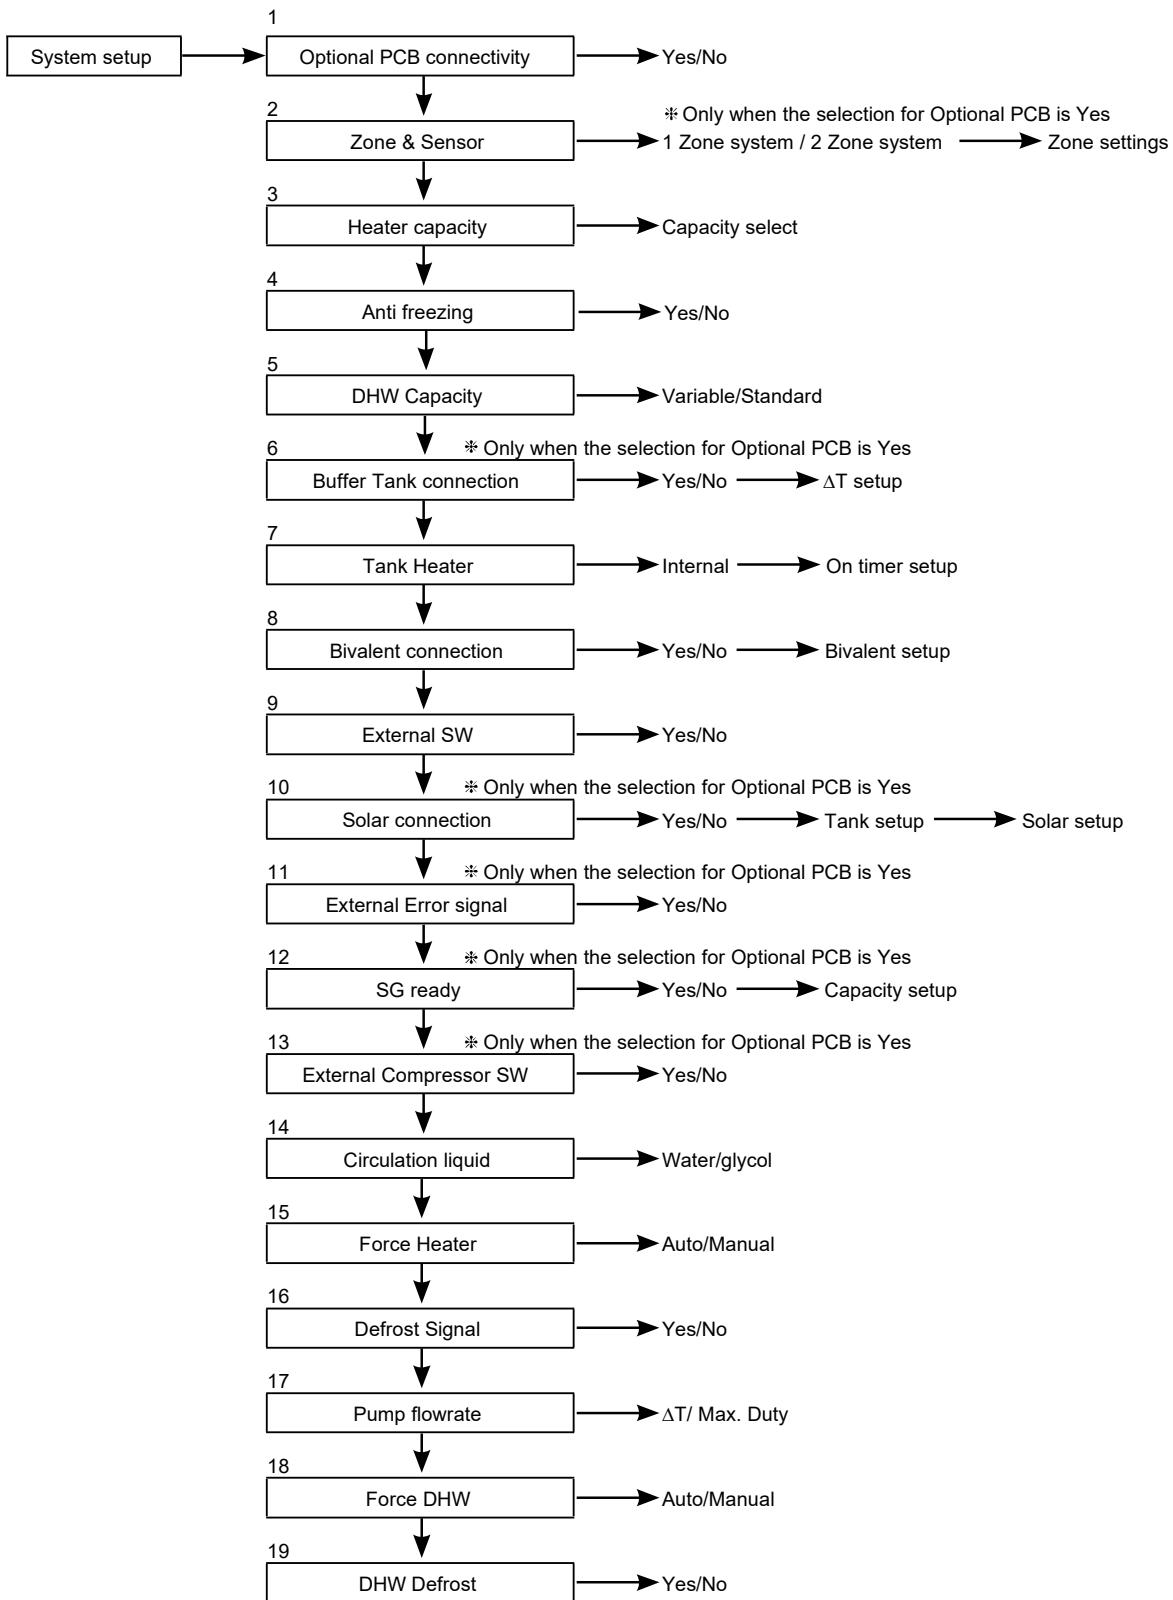 1
System setup Optional PCB connectivity Yes/No
2 ❈ Only when the selection for Optional PCB is Yes
Zone & Sensor 1 Zone system / 2 Zone system Zone settings
3
Heater capacity Capacity select
4
Anti freezing Yes/No
5
DHW Capacity Variable/Standard
6 ❈ Only when the selection for Optional PCB is Yes
Buffer Tank connection Yes/No ΔT setup
7
Tank Heater Internal On timer setup
8
Bivalent connection Yes/No Bivalent setup
9
External SW Yes/No
10 ❈ Only when the selection for Optional PCB is Yes
Solar connection Yes/No Tank setup Solar setup
11 ❈ Only when the selection for Optional PCB is Yes
External Error signal Yes/No
12 ❈ Only when the selection for Optional PCB is Yes
SG ready Yes/No Capacity setup
13 ❈ Only when the selection for Optional PCB is Yes
External Compressor SW Yes/No
14
Circulation liquid Water/glycol
15
Force Heater Auto/Manual
16
Defrost Signal Yes/No
17
Pump flowrate ΔT/ Max. Duty
18
Force DHW Auto/Manual
19
DHW Defrost Yes/No